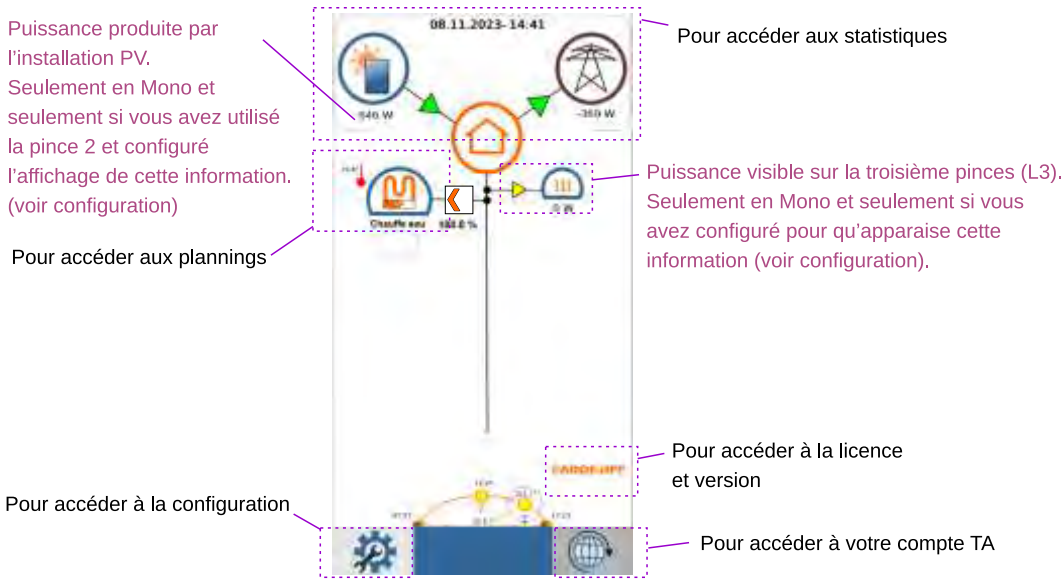 Puissance produite par
l'installation PV.
Seulement en Mono et
seulement si vous avez utilisé
la pince 2 et configuré
l'affichage de cette information.
(voir configuration)
Pour accéder aux plannings
Pour accéder à la configuration
08.11.2023- 14:41
-369 W
Chauffe eau
0 W
Pour accéder aux statistiques
Puissance visible sur la troisième pinces (L3).
Seulement en Mono et seulement si vous
avez configuré pour qu'apparaise cette
information (voir configuration).
Pour accéder à la licence
et version
Pour accéder à votre compte TA